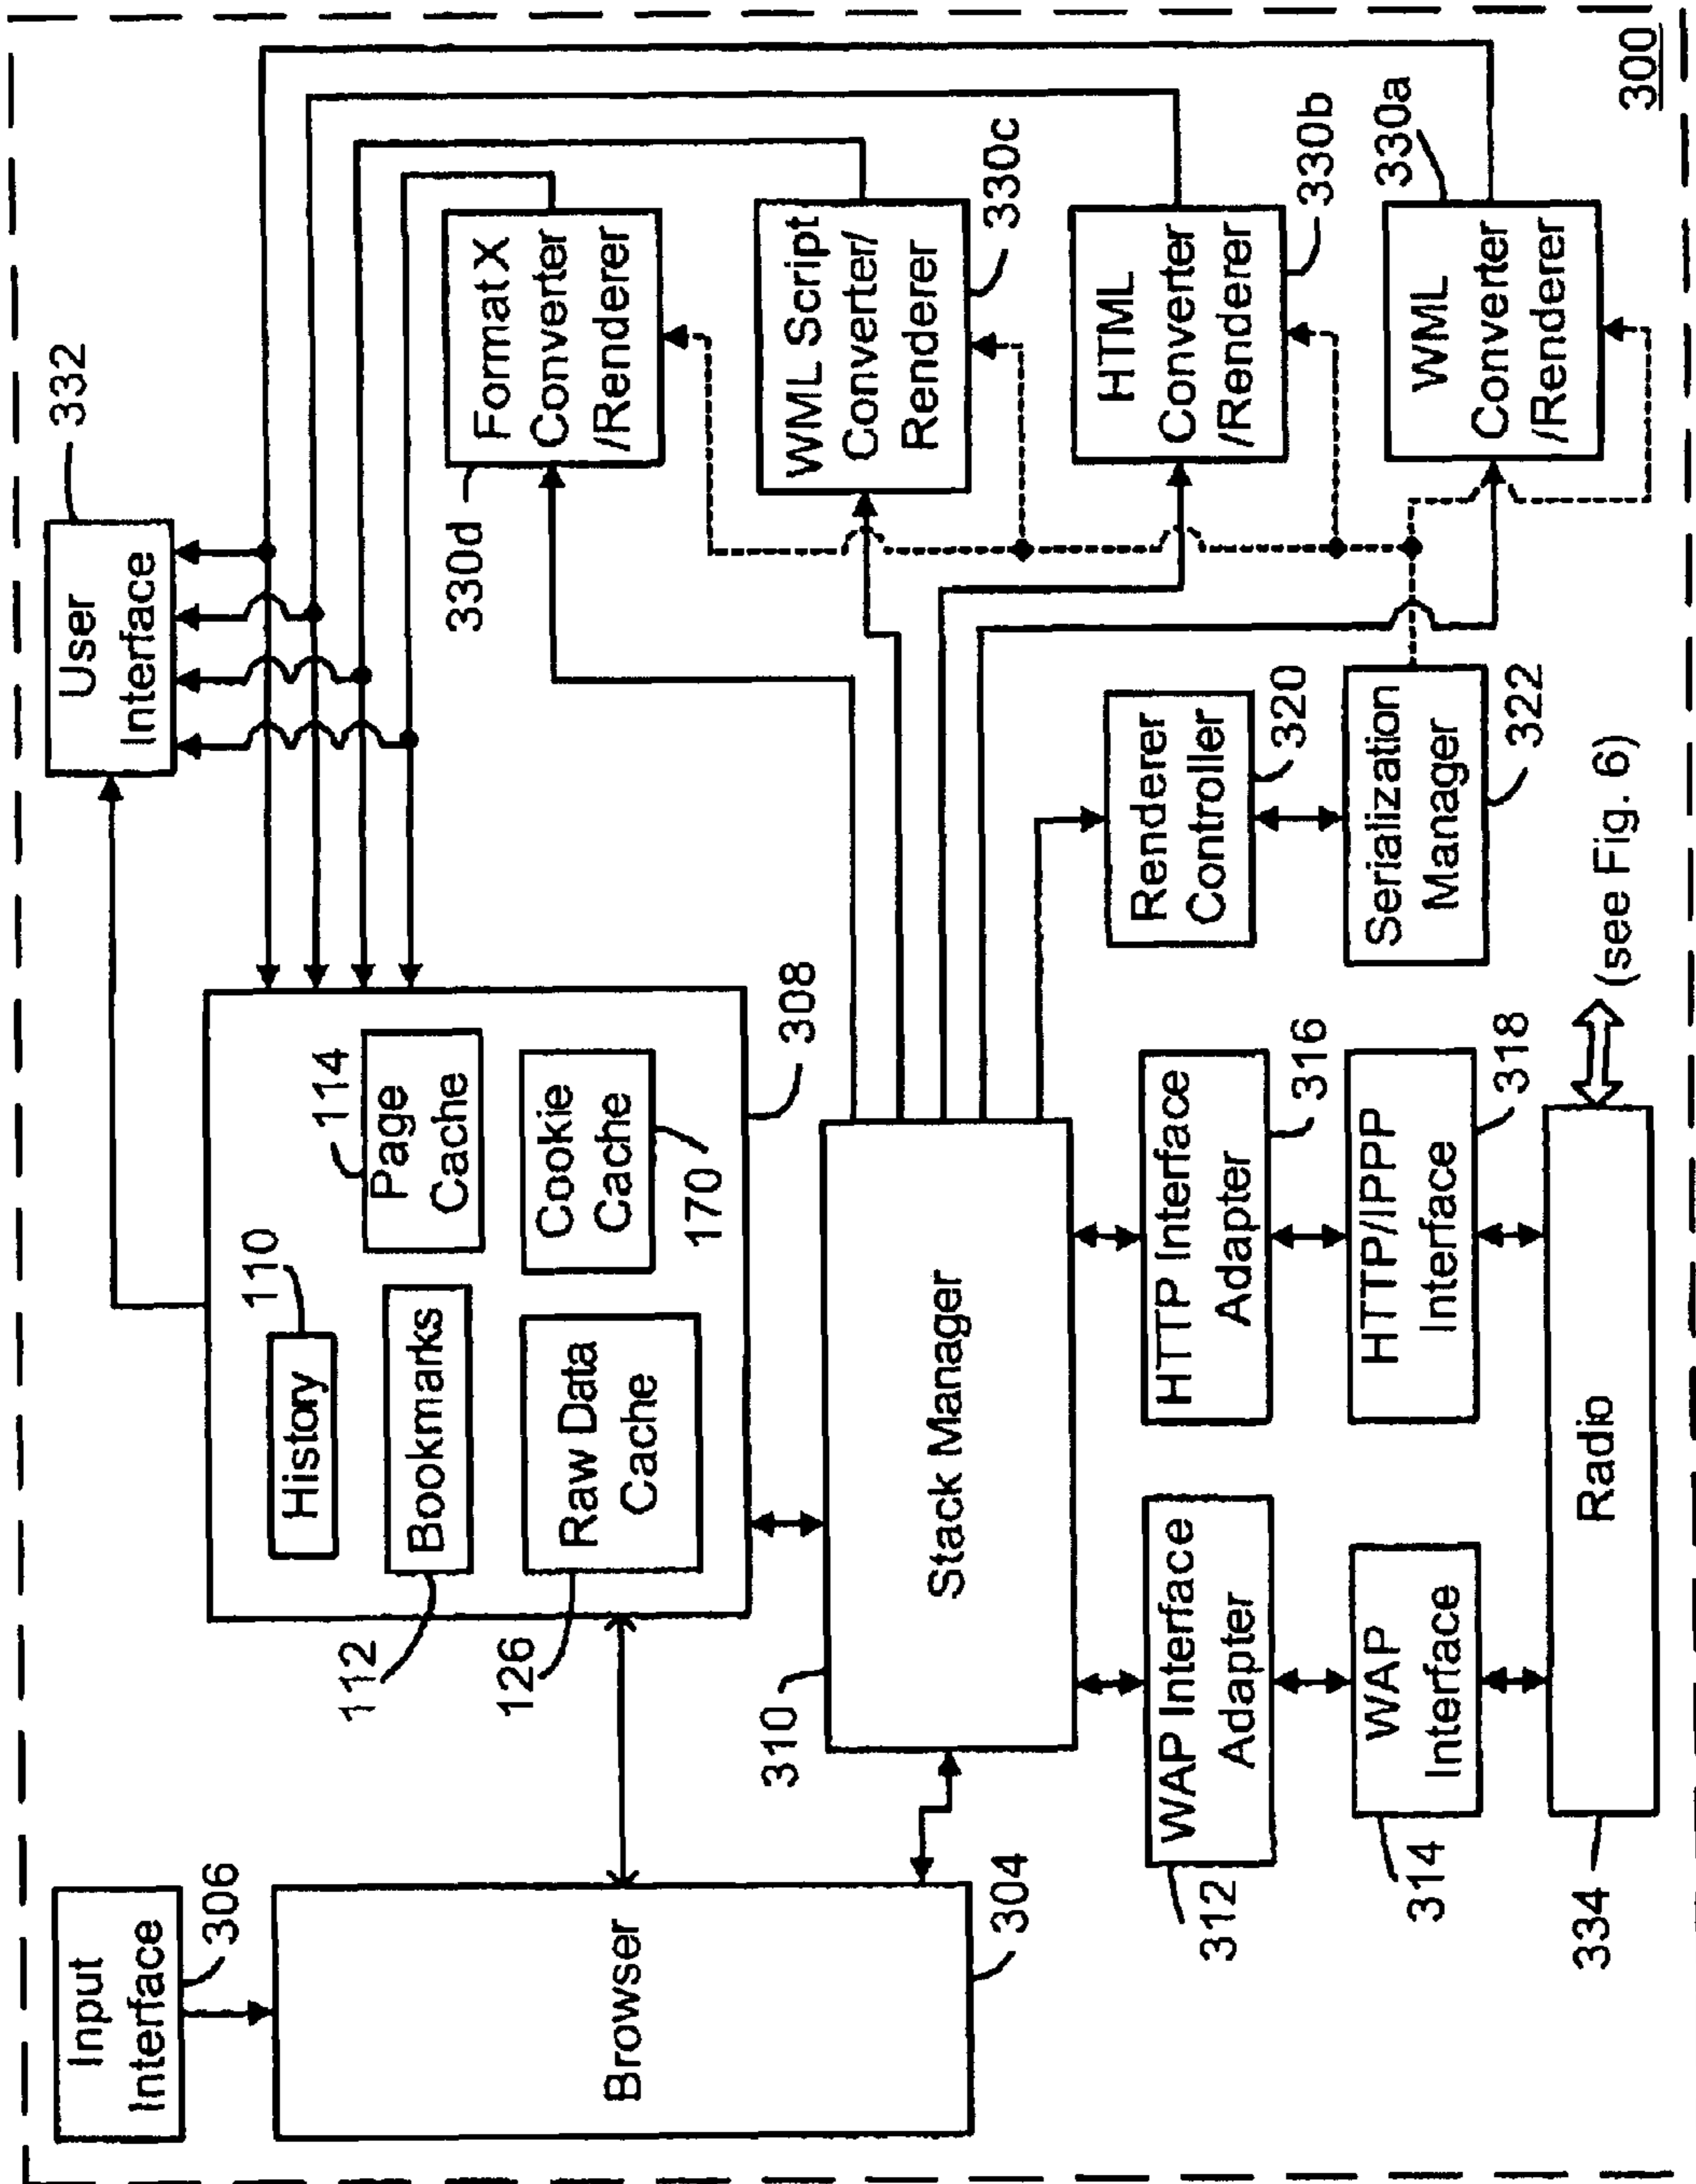 Input
Interface
306
Browser
304
User
Interface
332
110
History
114
Page
Cache
112
Bookmarks
126
Raw Data
Cache
Cookie
Cache
170
308
310
Stack Manager
330d
Format X
Converter
/Renderer
WML Script
Converter/
Renderer
330c
HTML
Converter
/Renderer
330b
WML
Converter
/Renderer
330a
Renderer
Controller
320
Serialization
Manager
322
312
WAP Interface
Adapter
HTTP Interface
Adapter
316
314
WAP
Interface
HTTP/IPPP
Interface
318
334
Radio
(see Fig. 6)
300